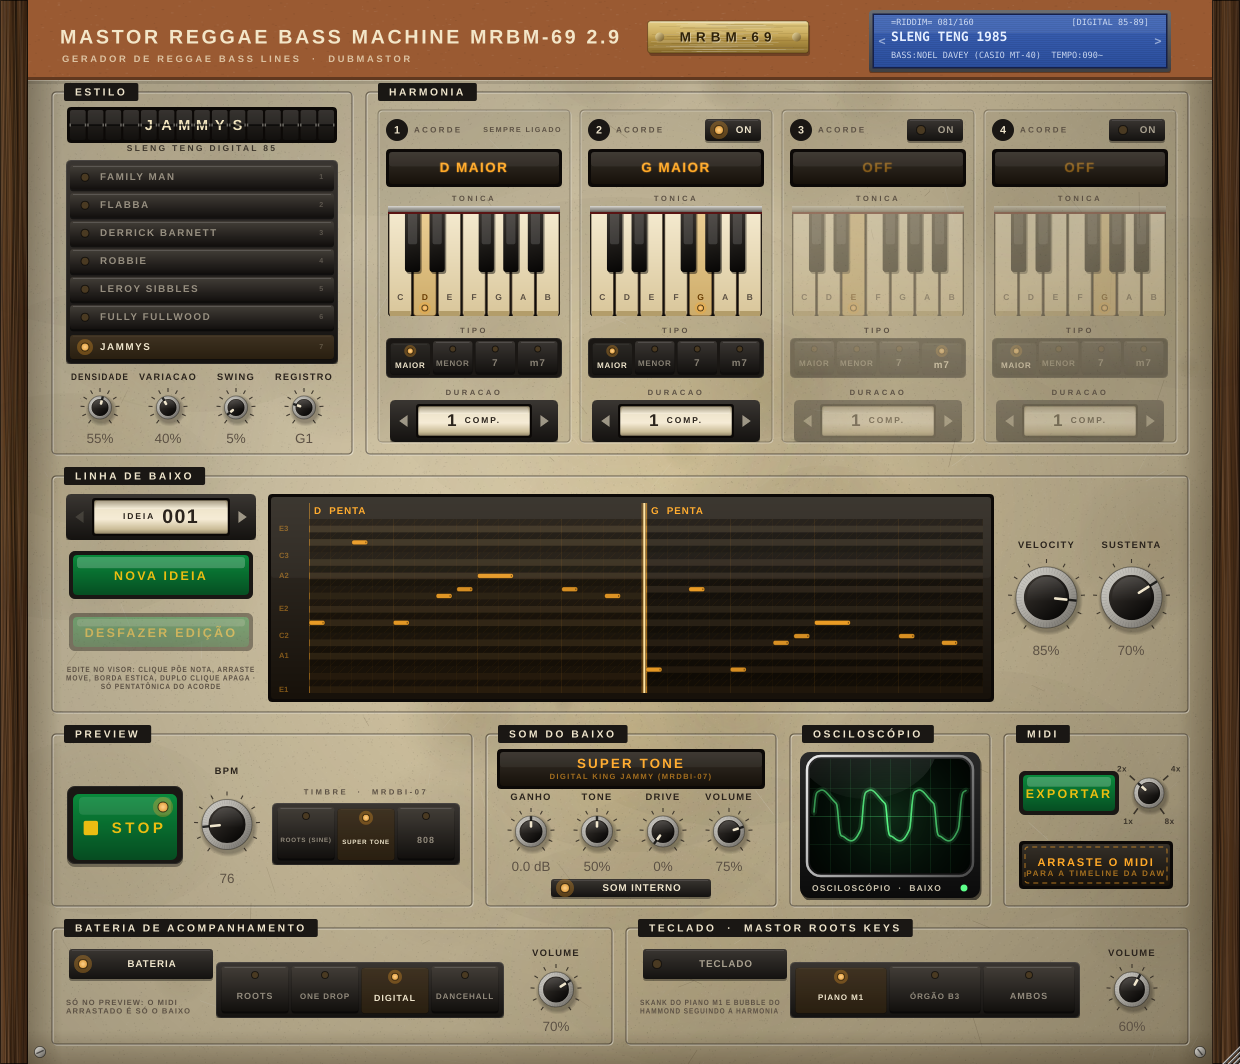 MASTOR REGGAE BASS MACHINE MRBM-69 2.9
GERADOR DE REGGAE BASS LINES · DUBMASTOR
MRBM-69
=RIDDIM= 081/160 [DIGITAL 85-89]
< SLENG TENG 1985 >
BASS:NOEL DAVEY (CASIO MT-40) TEMPO:090~
ESTILO
JAMMYS
SLENG TENG DIGITAL 85
FAMILY MAN 1
FLABBA 2
DERRICK BARNETT 3
ROBBIE 4
LEROY SIBBLES 5
FULLY FULLWOOD 6
JAMMYS 7
DENSIDADE VARIACAO SWING REGISTRO
55% 40% 5% G1
HARMONIA
1 ACORDE SEMPRE LIGADO
D MAIOR
TONICA
C D E F G A B
TIPO
MAIOR MENOR 7 m7
DURACAO
1 COMP.
2 ACORDE ON
G MAIOR
TONICA
C D E F G A B
TIPO
MAIOR MENOR 7 m7
DURACAO
1 COMP.
3 ACORDE ON
OFF
TONICA
C D E F G A B
TIPO
MAIOR MENOR 7 m7
DURACAO
1 COMP.
4 ACORDE ON
OFF
TONICA
C D E F G A B
TIPO
MAIOR MENOR 7 m7
DURACAO
1 COMP.
LINHA DE BAIXO
IDEIA 001
NOVA IDEIA
DESFAZER EDIÇÃO
EDITE NO VISOR: CLIQUE PÕE NOTA, ARRASTE
MOVE, BORDA ESTICA, DUPLO CLIQUE APAGA ·
SÓ PENTATÔNICA DO ACORDE
D PENTA G PENTA
E3
C3
A2
E2
C2
A1
E1
VELOCITY SUSTENTA
85% 70%
PREVIEW
STOP
BPM
76
TIMBRE · MRDBI-07
ROOTS (SINE) SUPER TONE 808
SOM DO BAIXO
SUPER TONE
DIGITAL KING JAMMY (MRDBI-07)
GANHO TONE DRIVE VOLUME
0.0 dB 50% 0% 75%
SOM INTERNO
OSCILOSCÓPIO
OSCILOSCÓPIO · BAIXO
MIDI
EXPORTAR
2x 4x
1x 8x
ARRASTE O MIDI
PARA A TIMELINE DA DAW
BATERIA DE ACOMPANHAMENTO
BATERIA
SÓ NO PREVIEW: O MIDI
ARRASTADO É SÓ O BAIXO
ROOTS ONE DROP DIGITAL DANCEHALL
VOLUME
70%
TECLADO · MASTOR ROOTS KEYS
TECLADO
SKANK DO PIANO M1 E BUBBLE DO
HAMMOND SEGUINDO A HARMONIA
PIANO M1 ÓRGÃO B3 AMBOS
VOLUME
60%